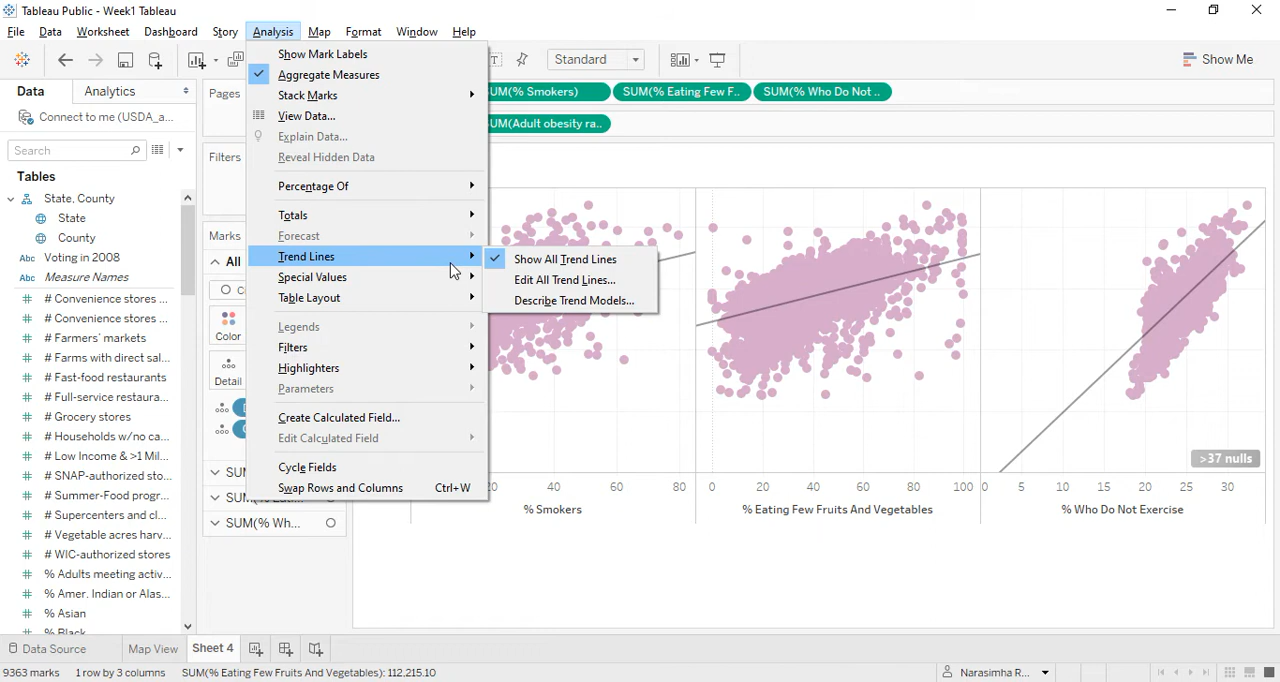 Tableau Public - Week1 Tableau
File Data Worksheet Dashboard Story Analysis Map Format Window Help
Standard
Show Me
Data
Analytics
Connect to me (USDA_a...
Search
Tables
State, County
State
County
Voting in 2008
Measure Names
# Convenience stores ...
# Convenience stores ...
# Farmers' markets
# Farms with direct sal...
# Fast-food restaurants
# Full-service restaura...
# Grocery stores
# Households w/no ca...
# Low Income & >1 Mil...
# SNAP-authorized sto...
# Summer-Food progr...
# Supercenters and cl...
# Vegetable acres harv...
# WIC-authorized stores
% Adults meeting activ...
% Amer. Indian or Alas...
% Asian
% Black
Pages
Filters
Marks
All
Color
Detail
SUM(% Wh...
Show Mark Labels
Aggregate Measures
Stack Marks
View Data...
Explain Data...
Reveal Hidden Data
Percentage Of
Totals
Forecast
Trend Lines
Special Values
Table Layout
Legends
Filters
Highlighters
Parameters
Create Calculated Field...
Edit Calculated Field
Cycle Fields
Swap Rows and Columns Ctrl+W
Show All Trend Lines
Edit All Trend Lines...
Describe Trend Models...
SUM(% Smokers)
SUM(% Eating Few F..
SUM(% Who Do Not ..
SUM(Adult obesity ra..
>37 nulls
20 40 60 80
0 20 40 60 80 100
0 5 10 15 20 25 30
% Smokers
% Eating Few Fruits And Vegetables
% Who Do Not Exercise
Data Source
Map View
Sheet 4
9363 marks
1 row by 3 columns
SUM(% Eating Few Fruits And Vegetables): 112,215.10
Narasimha R...